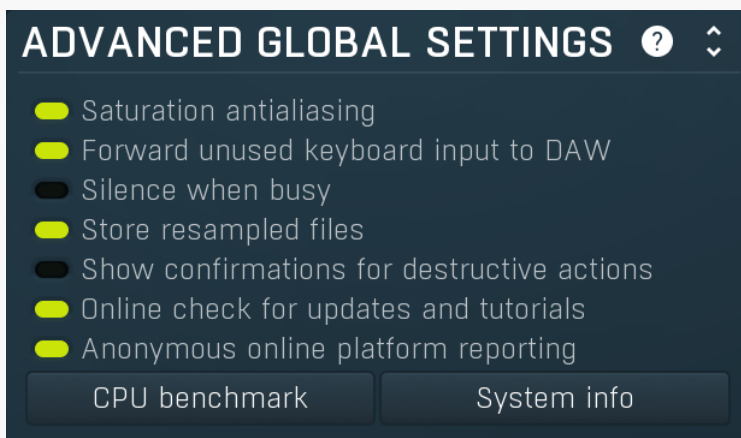 ADVANCED GLOBAL SETTINGS ?
Saturation antialiasing
Forward unused keyboard input to DAW
Silence when busy
Store resampled files
Show confirmations for destructive actions
Online check for updates and tutorials
Anonymous online platform reporting
CPU benchmark System info